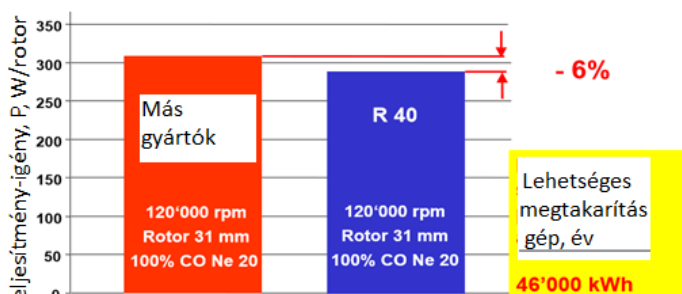 eljesítmény-igény, P, W/rotor
350
300
250
200
150
100
50
0
Más
gyártók
120'000 rpm
Rotor 31 mm
100% CO Ne 20
R 40
120'000 rpm
Rotor 31 mm
100% CO Ne 20
- 6%
Lehetséges
megtakarítás
gép, év
46'000 kWh